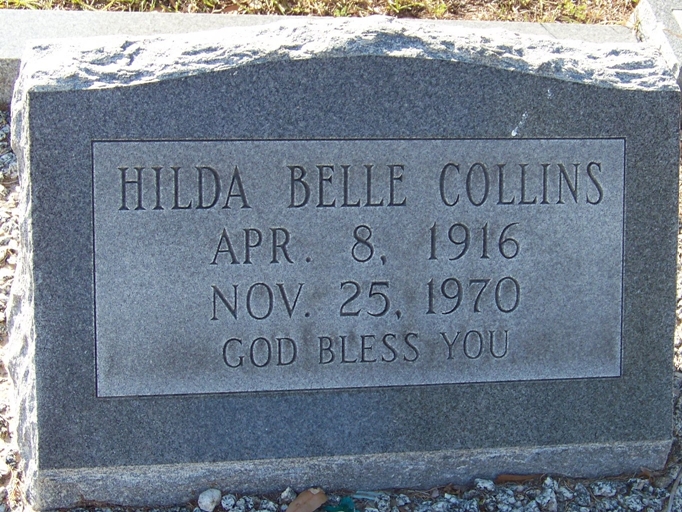 HILDA BELLE COLLINS
APR. 8, 1916
NOV. 25, 1970
GOD BLESS YOU